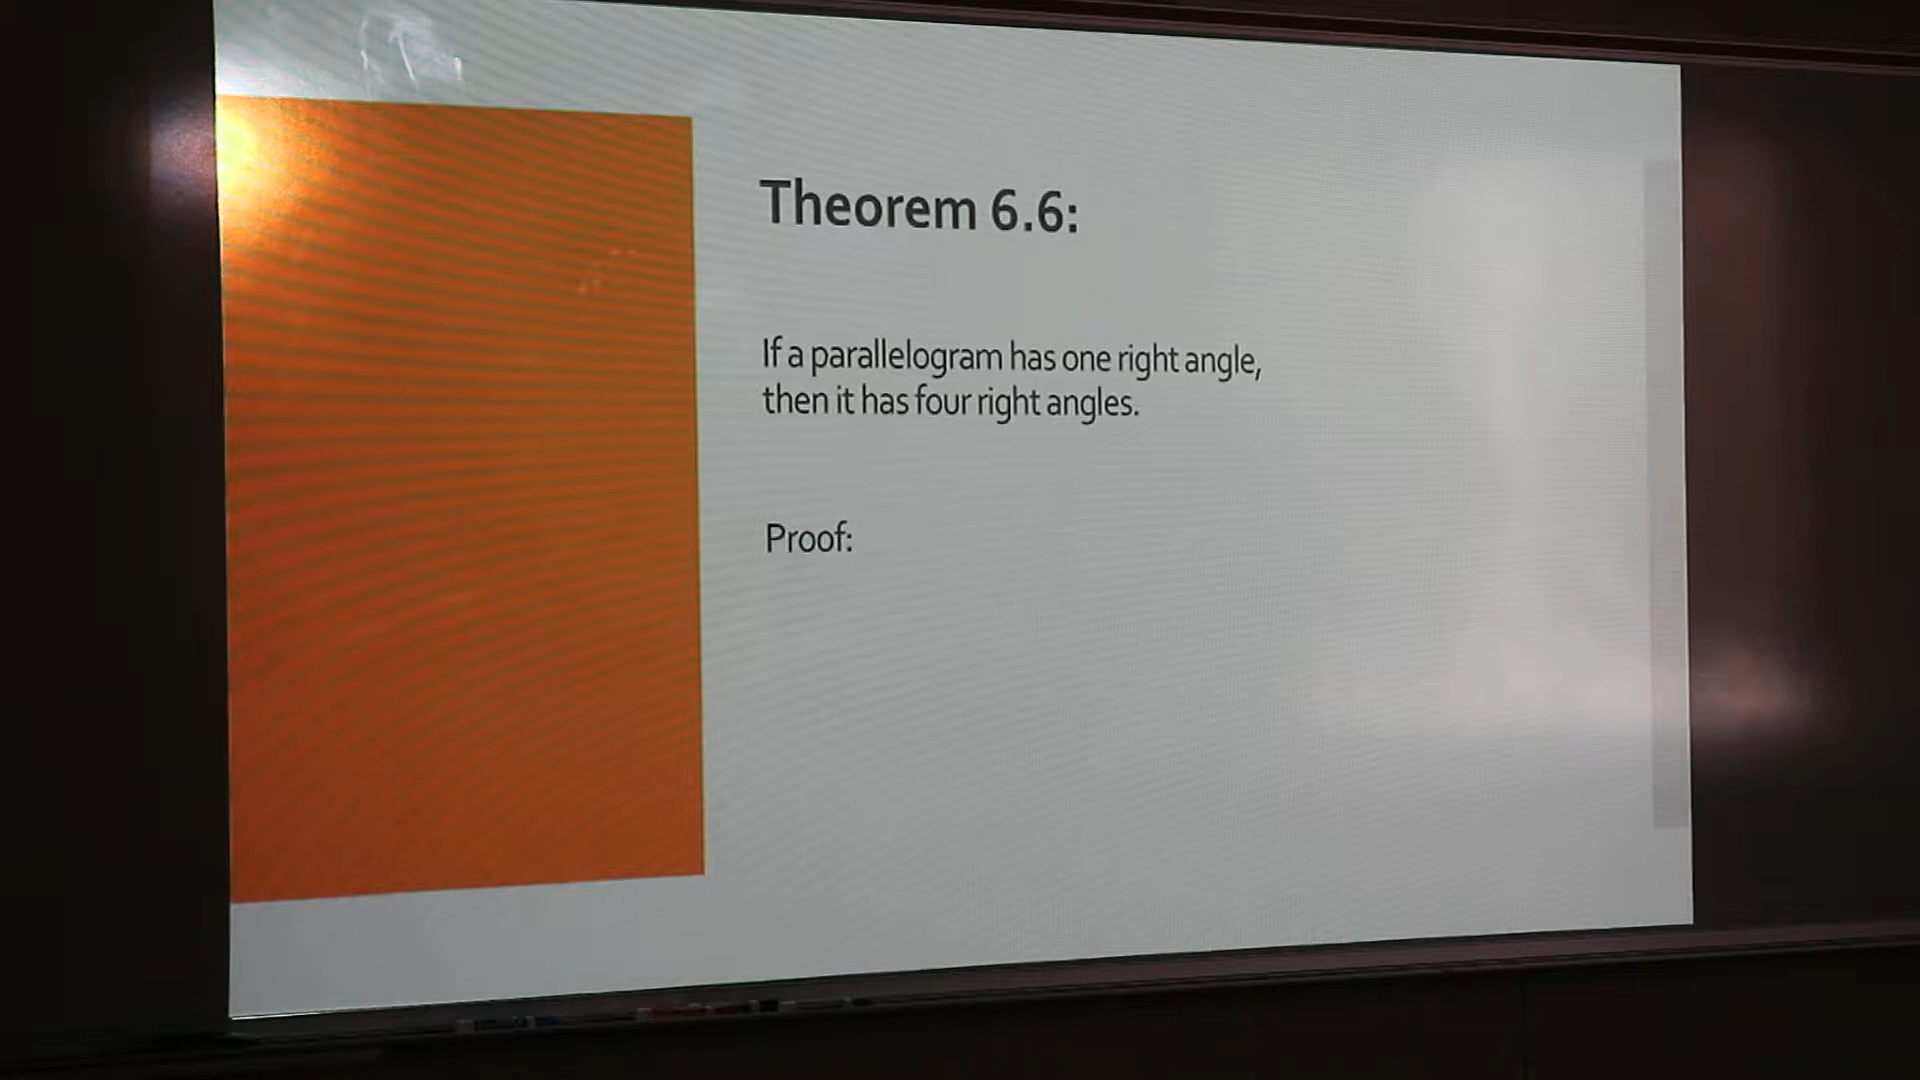 Theorem 6.6:
If a parallelogram has one right angle,
then it has four right angles.
Proof: